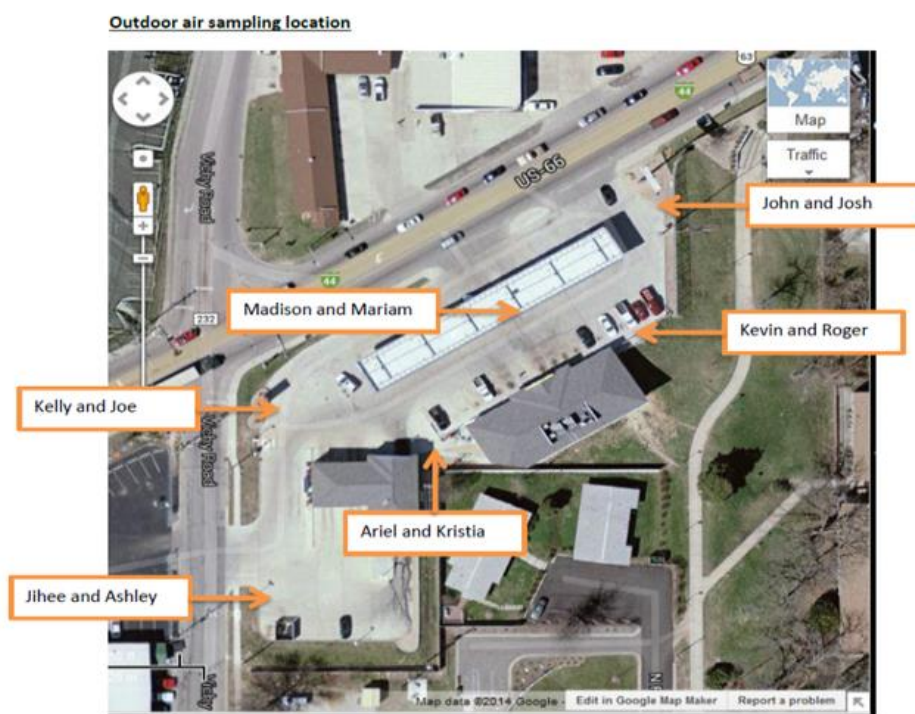 Outdoor air sampling location
63
44
Map
Traffic
Vichy Road
US-66
John and Josh
44
Madison and Mariam
232
Kevin and Roger
Kelly and Joe
Vichy Road
Ariel and Kristia
Jihee and Ashley
Vichy
Map data ©2014 Google -
Edit in Google Map Maker
Report a problem